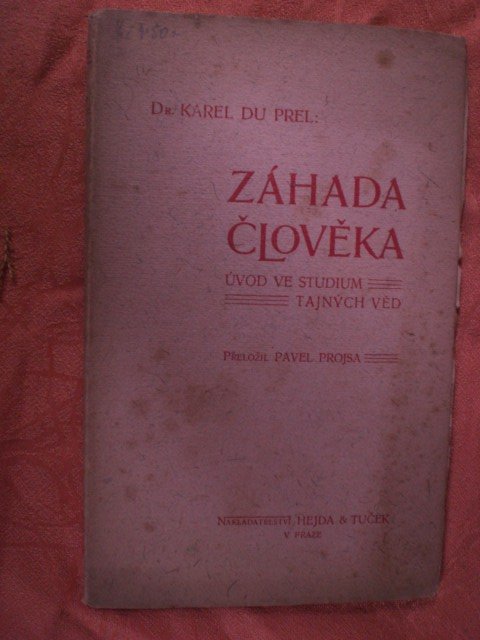 Dr. KAREL DU PREL:
ZÁHADA
ČLOVĚKA
ÚVOD VE STUDIUM
TAJNÝCH VĚD
PŘELOŽIL PAVEL PROJSA
NAKLADATELSTVÍ HEJDA & TUČEK
V PRAZE